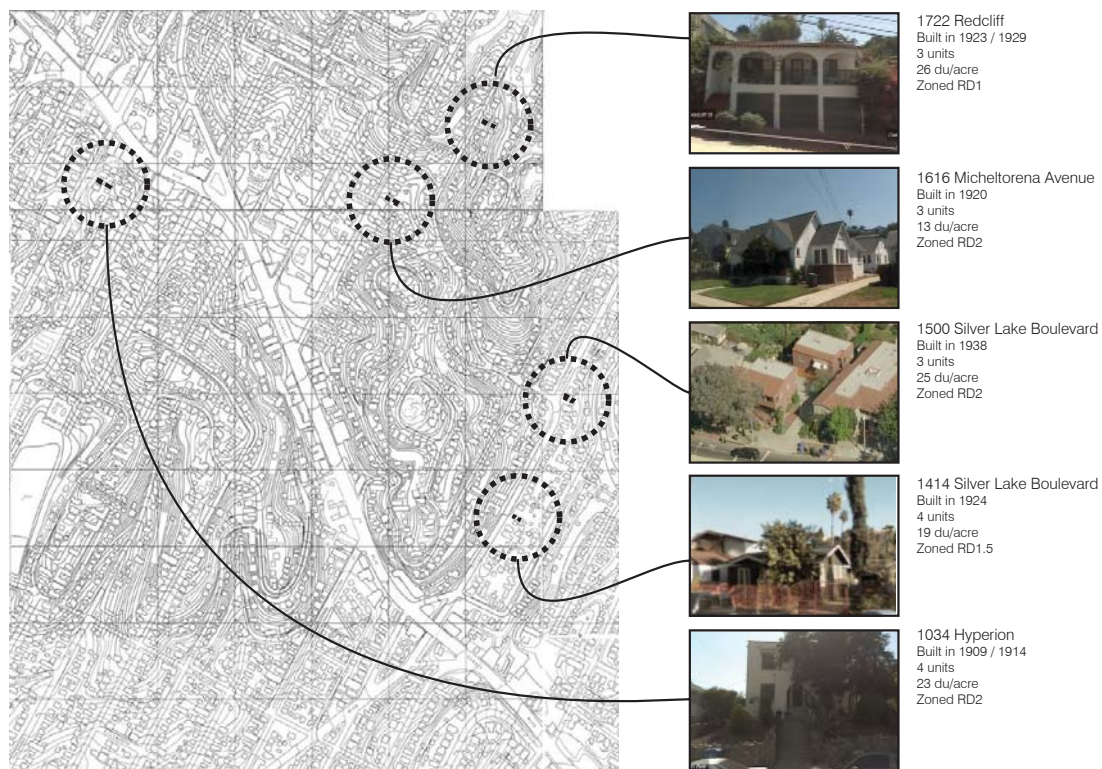 1722 Redcliff
Built in 1923 / 1929
3 units
26 du/acre
Zoned RD1
1616 Micheltorena Avenue
Built in 1920
3 units
13 du/acre
Zoned RD2
1500 Silver Lake Boulevard
Built in 1938
3 units
25 du/acre
Zoned RD2
1414 Silver Lake Boulevard
Built in 1924
4 units
19 du/acre
Zoned RD1.5
1034 Hyperion
Built in 1909 / 1914
4 units
23 du/acre
Zoned RD2